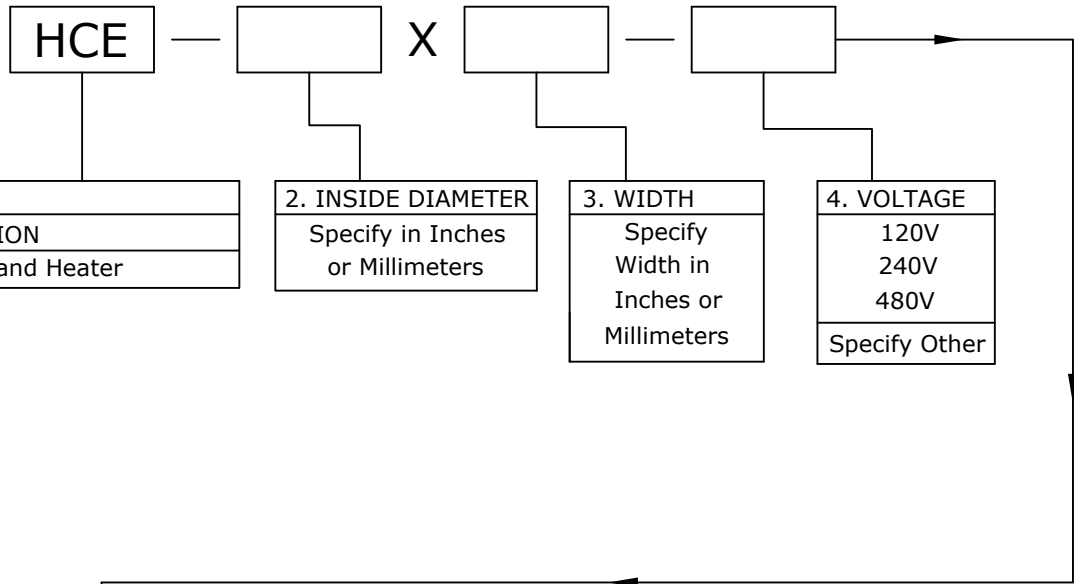 HCE — X —
ION
and Heater
2. INSIDE DIAMETER
Specify in Inches
or Millimeters
3. WIDTH
Specify
Width in
Inches or
Millimeters
4. VOLTAGE
120V
240V
480V
Specify Other